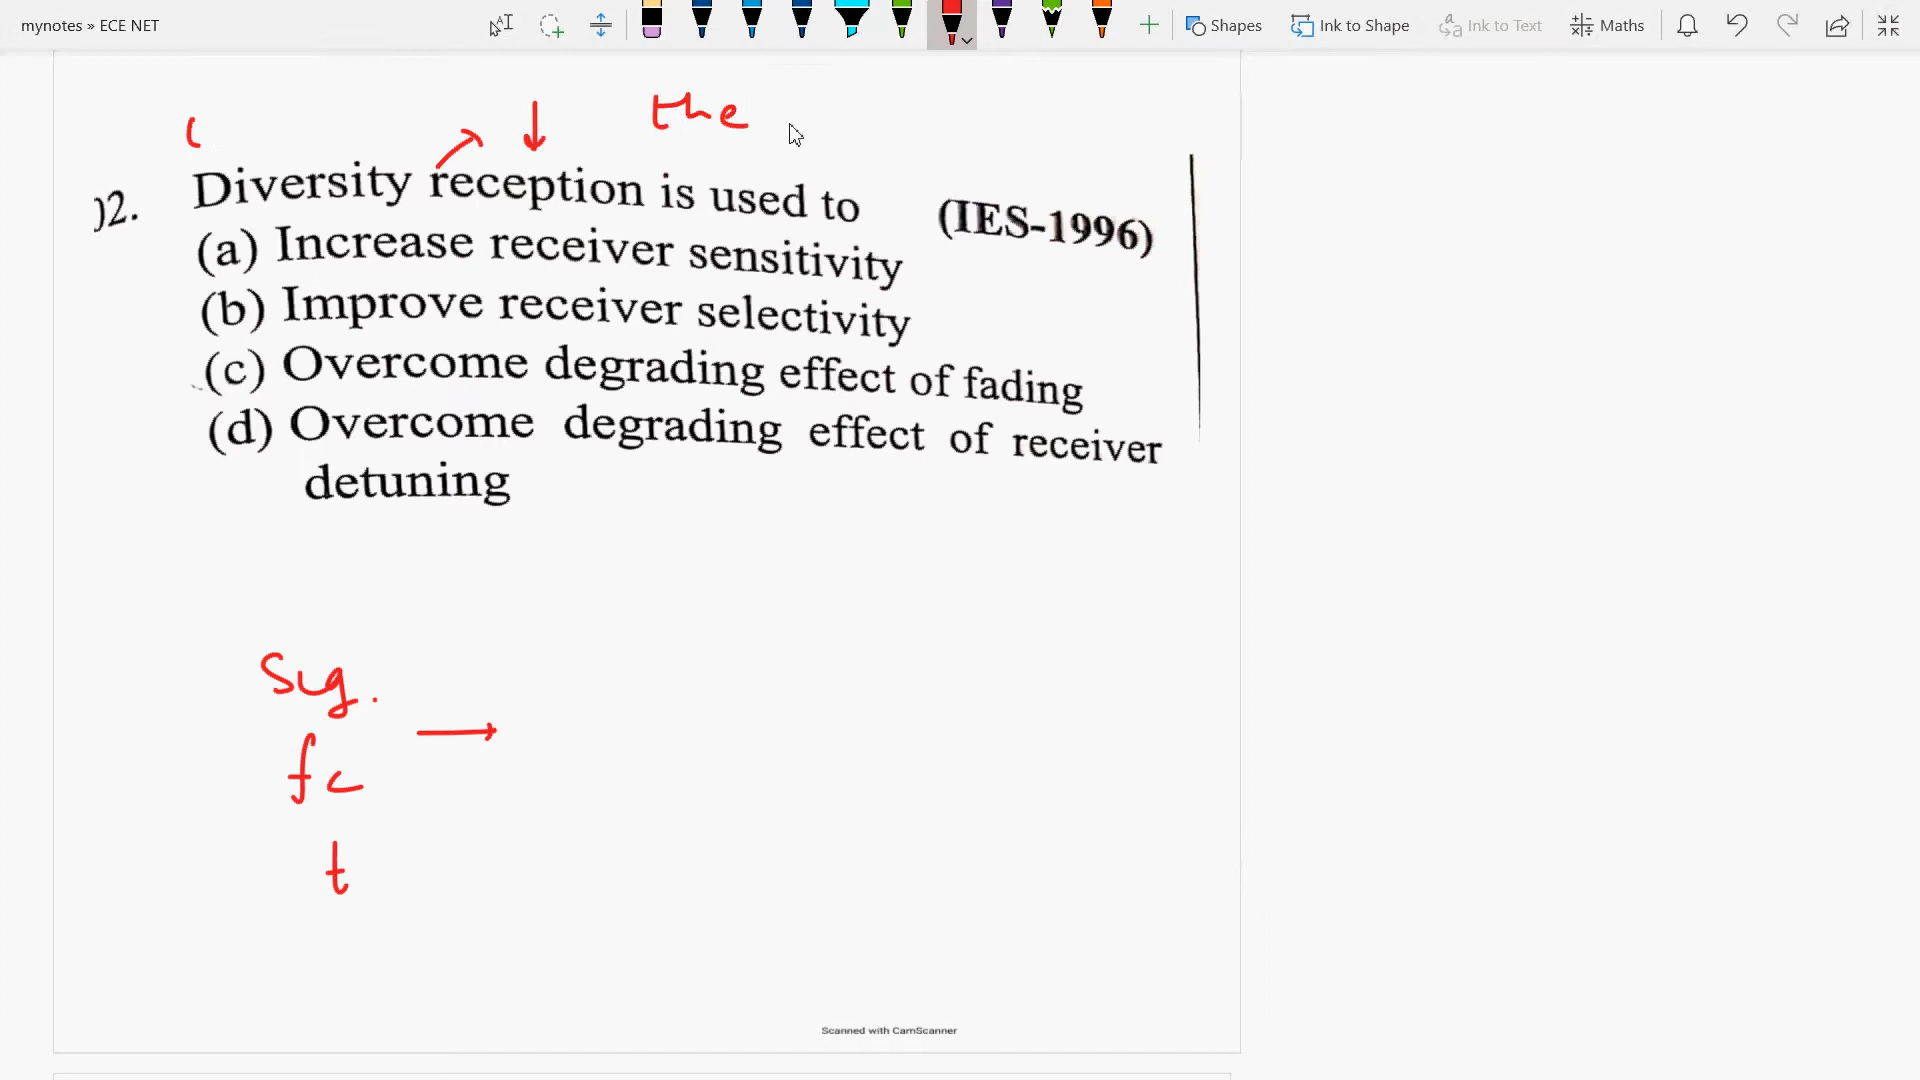 mynotes » ECE NET
Shapes
Ink to Shape
Ink to Text
Maths
the
)2. Diversity reception is used to (IES-1996)
(a) Increase receiver sensitivity
(b) Improve receiver selectivity
(c) Overcome degrading effect of fading
(d) Overcome degrading effect of receiver
detuning
Sig.
fc
t
Scanned with CamScanner